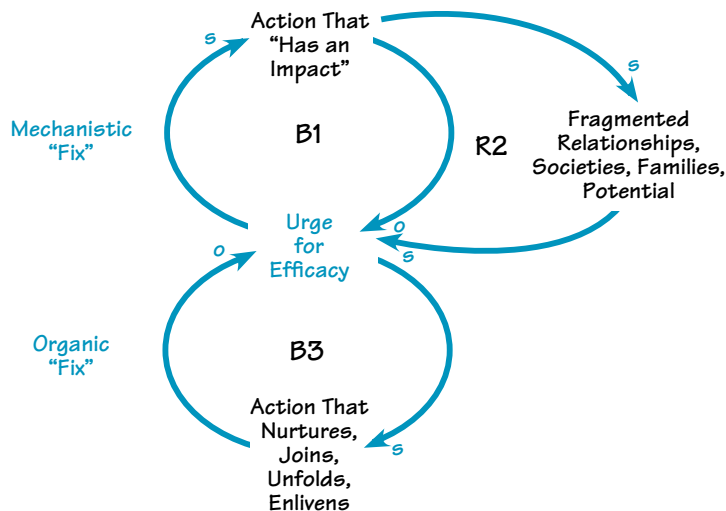 Action That
“Has an
Impact”
s
s
Mechanistic
“Fix”
B1
R2
Fragmented
Relationships,
Societies, Families,
Potential
Urge
for
Efficacy
o
s
o
Organic
“Fix”
B3
Action That
Nurtures,
Joins,
Unfolds,
Enlivens
s